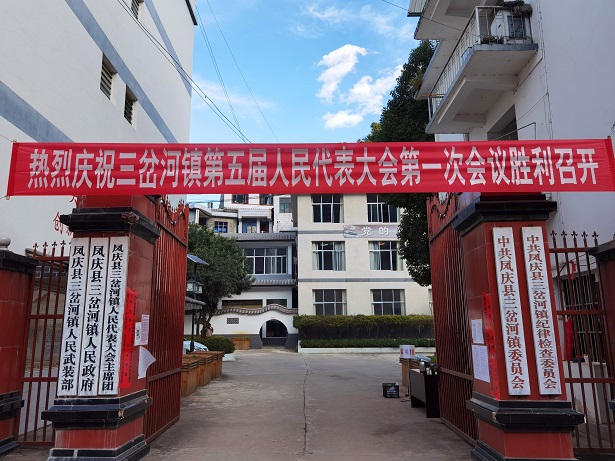 热烈庆祝三岔河镇第五届人民代表大会第一次会议胜利召开
凤庆县三岔河镇人民武装部
凤庆县三岔河镇人民政府
凤庆县三岔河镇人民代表大会主席团
中共凤庆县三岔河镇委员会
中共凤庆县三岔河镇纪律检查委员会
党的
创